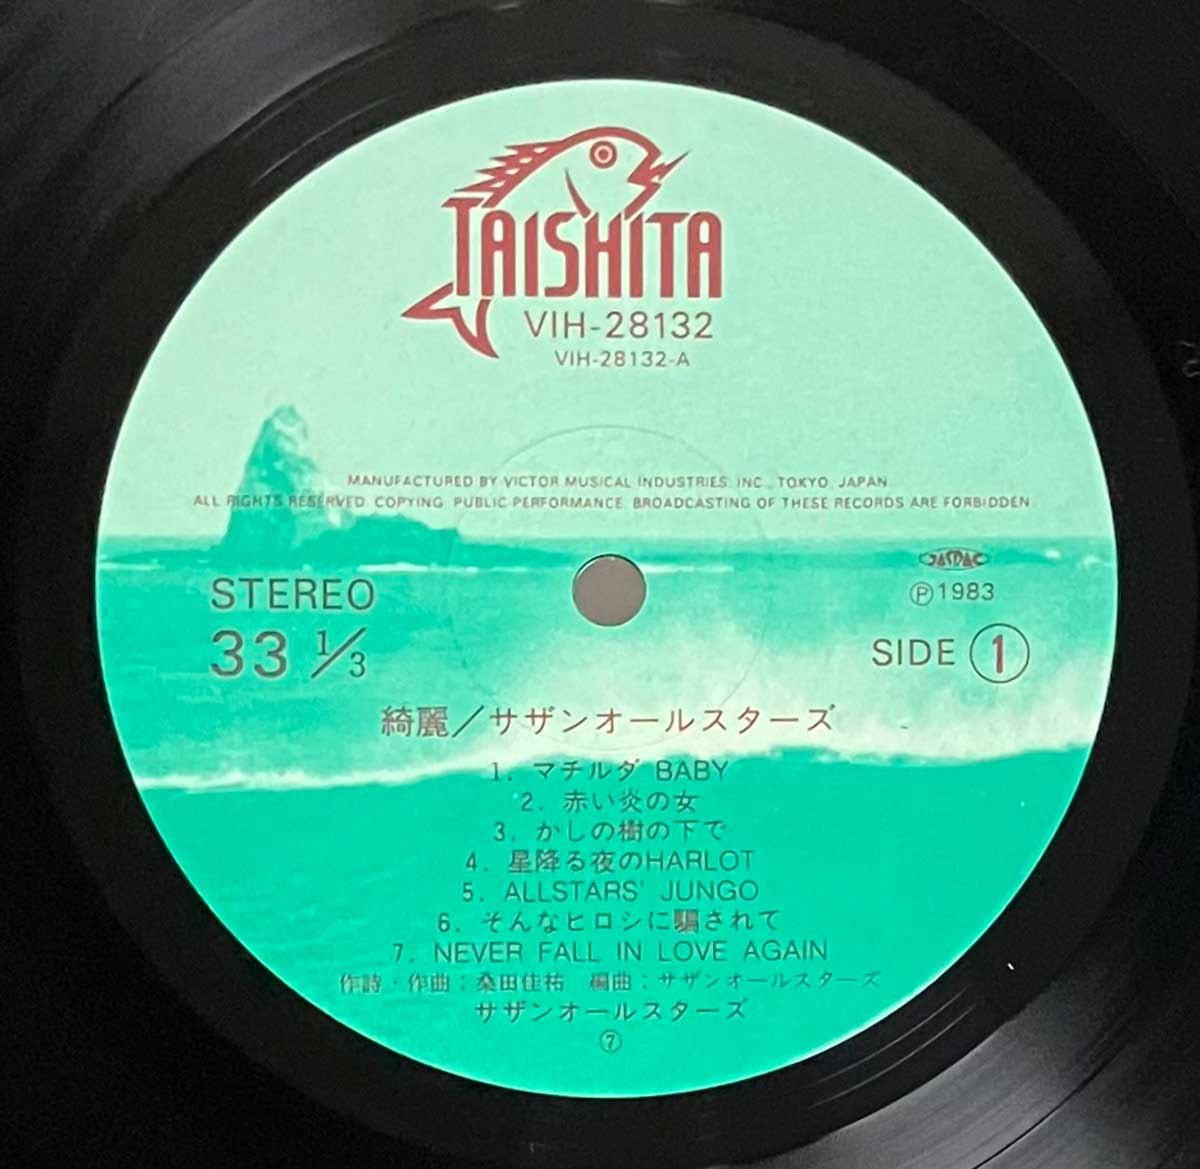 TAISHITA
VIH-28132
VIH-28132-A
MANUFACTURED BY VICTOR MUSICAL INDUSTRIES, INC., TOKYO, JAPAN
ALL RIGHTS RESERVED. COPYING, PUBLIC PERFORMANCE, BROADCASTING OF THESE RECORDS ARE FORBIDDEN
JASRAC
STEREO
Ⓟ1983
33 1/3
SIDE 1
綺麗／サザンオールスターズ
1. マチルダ BABY
2. 赤い炎の女
3. かしの樹の下で
4. 星降る夜のHARLOT
5. ALLSTARS' JUNGO
6. そんなヒロシに騙されて
7. NEVER FALL IN LOVE AGAIN
作詩・作曲：桑田佳祐　編曲：サザンオールスターズ
サザンオールスターズ
⑦